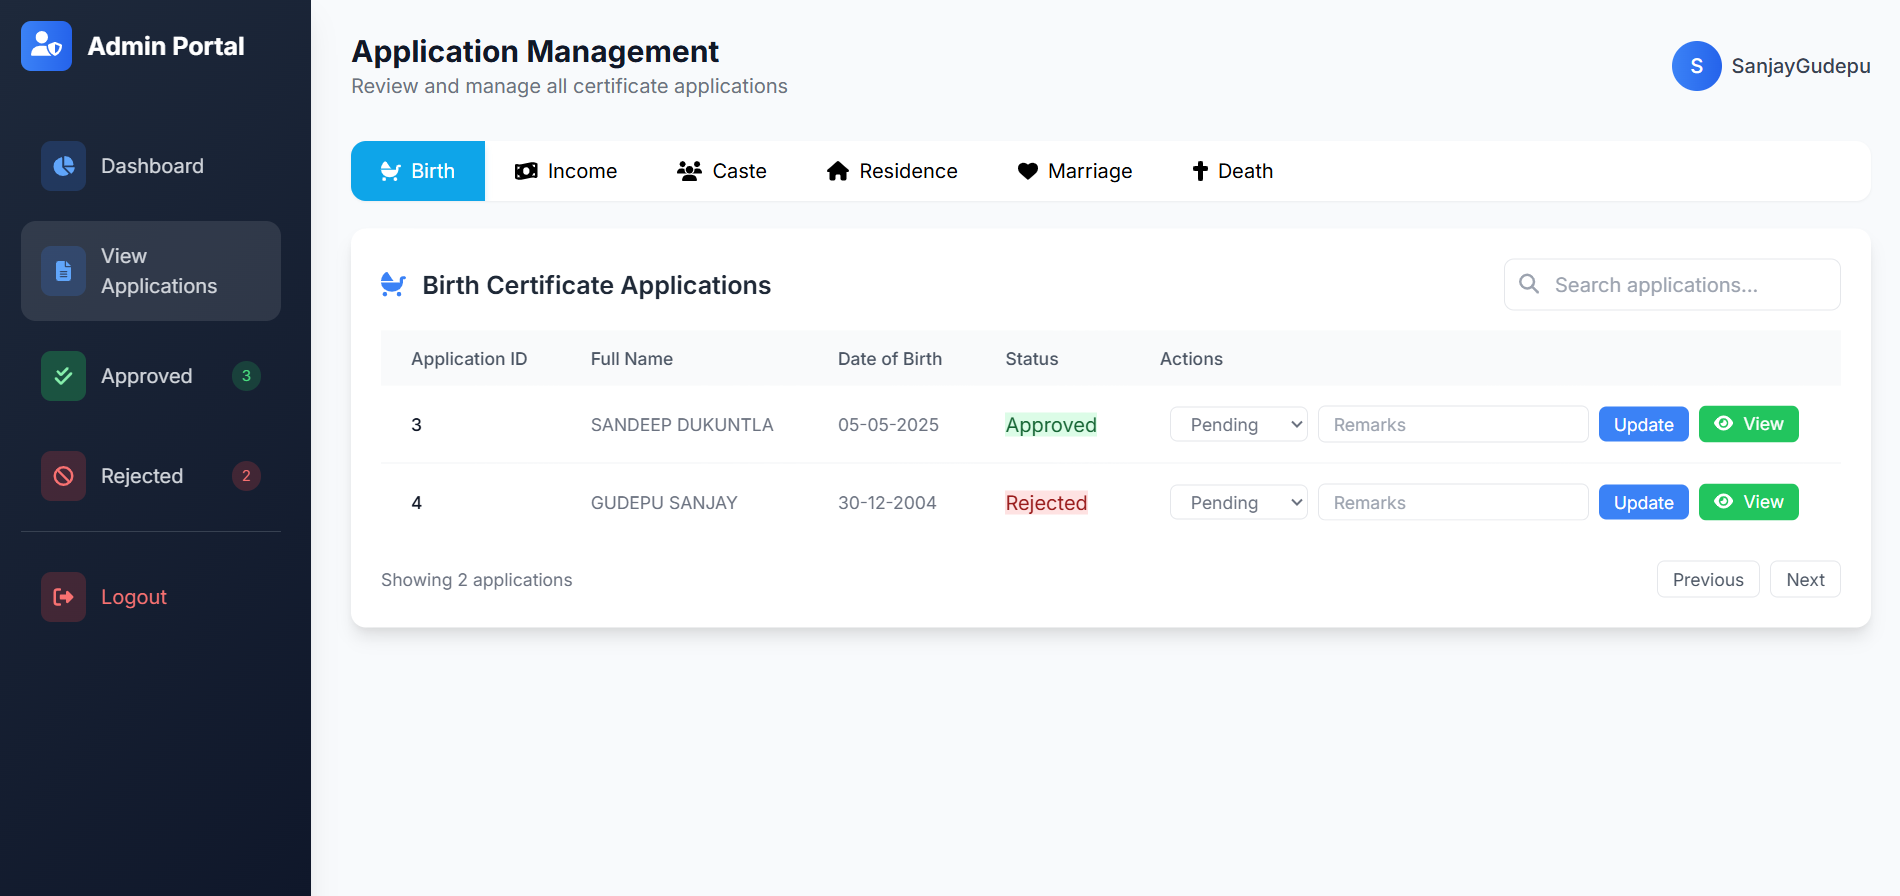 Admin Portal
Dashboard
View
Applications
Approved 3
Rejected 2
Logout
Application Management
Review and manage all certificate applications
S SanjayGudepu
Birth Income Caste Residence Marriage Death
Birth Certificate Applications
Search applications...
Application ID Full Name Date of Birth Status Actions
3 SANDEEP DUKUNTLA 05-05-2025 Approved Pending Remarks Update View
4 GUDEPU SANJAY 30-12-2004 Rejected Pending Remarks Update View
Showing 2 applications
Previous Next